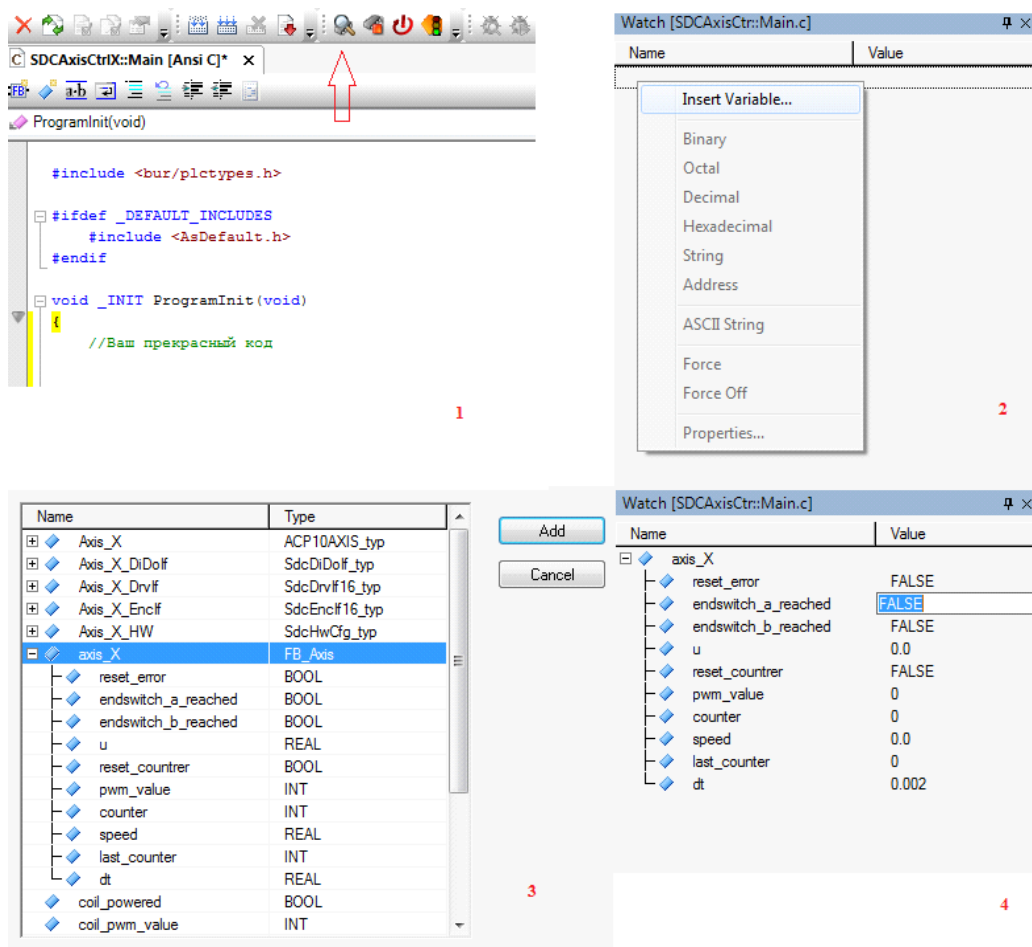 SDCAxisCtrlX::Main [Ansi C]* ×
FB a·b
ProgramInit(void)
#include <bur/plctypes.h>
#ifdef _DEFAULT_INCLUDES
#include <AsDefault.h>
#endif
void _INIT ProgramInit(void)
{
//Ваш прекрасный код
1
Watch [SDCAxisCtr::Main.c]
Name Value
Insert Variable...
Binary
Octal
Decimal
Hexadecimal
String
Address
ASCII String
Force
Force Off
Properties...
2
Name Type
Axis_X ACP10AXIS_typ
Axis_X_DiDoIf SdcDiDoIf_typ
Axis_X_DrvIf SdcDrvIf16_typ
Axis_X_EncIf SdcEncIf16_typ
Axis_X_HW SdcHwCfg_typ
axis_X FB_Axis
reset_error BOOL
endswitch_a_reached BOOL
endswitch_b_reached BOOL
u REAL
reset_countrer BOOL
pwm_value INT
counter INT
speed REAL
last_counter INT
dt REAL
coil_powered BOOL
coil_pwm_value INT
Add
Cancel
3
Watch [SDCAxisCtr::Main.c]
Name Value
axis_X
reset_error FALSE
endswitch_a_reached FALSE
endswitch_b_reached FALSE
u 0.0
reset_countrer FALSE
pwm_value 0
counter 0
speed 0.0
last_counter 0
dt 0.002
4